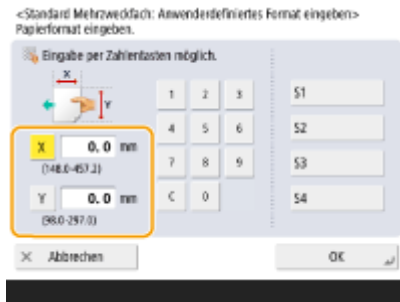 <Standard Mehrzweckfach: Anwenderdefiniertes Format eingeben>
Papierformat eingeben.
Eingabe per Zahlentasten möglich.
X
Y
1 2 3
4 5 6
7 8 9
C 0
X 0.0 mm
(148.0-457.2)
Y 0.0 mm
(98.0-297.0)
S1
S2
S3
S4
Abbrechen
OK